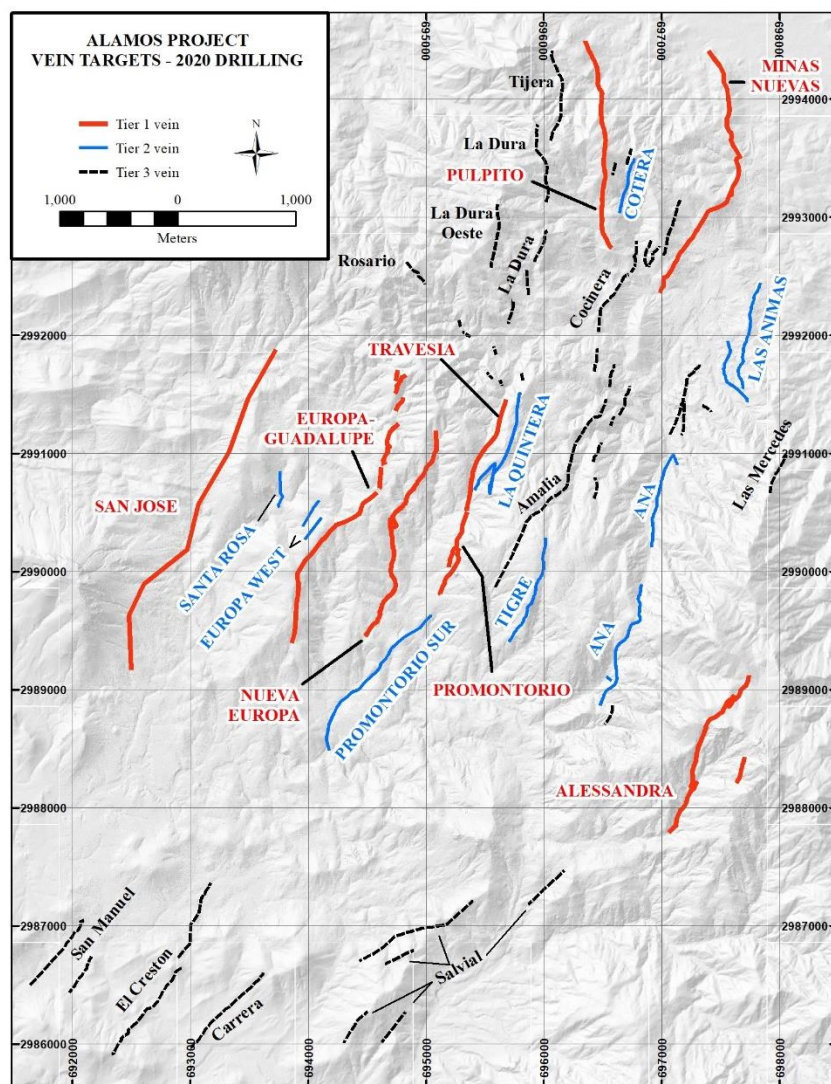 ALAMOS PROJECT
VEIN TARGETS - 2020 DRILLING
Tier 1 vein
Tier 2 vein
Tier 3 vein
N
1,000
0
1,000
Meters
695000
696000
697000
698000
2994000
2994000
2993000
2993000
2992000
2992000
2991000
2991000
2990000
2990000
2989000
2989000
2988000
2988000
2987000
2987000
2986000
2986000
Tijera
MINAS
NUEVAS
La Dura
PULPITO
COTERA
La Dura
Oeste
La Dura
Rosario
Cocinera
LAS ANIMAS
TRAVESIA
EUROPA-
GUADALUPE
LA QUINTERA
Amalia
Las Mercedes
SAN JOSE
SANTA ROSA
EUROPA WEST
ANA
TIGRE
ANA
PROMONTORIO SUR
NUEVA
EUROPA
PROMONTORIO
ALESSANDRA
San Manuel
El Creston
Carrera
Salvial
692000
693000
694000
695000
696000
697000
698000